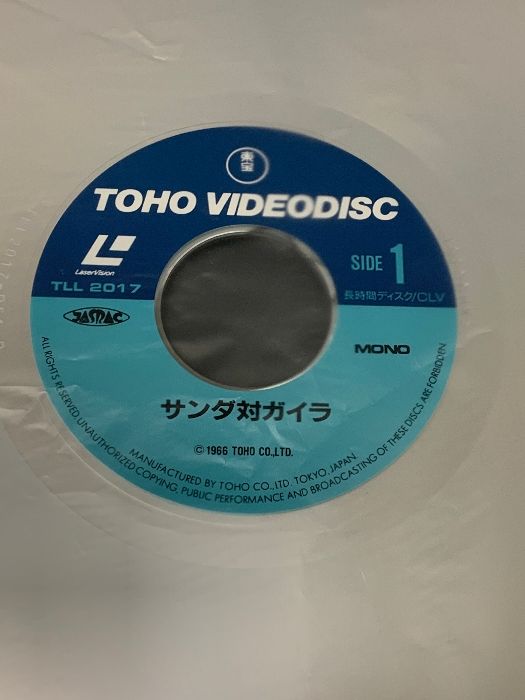 東宝
TOHO VIDEODISC
LaserVision
TLL 2017
SIDE 1
長時間ディスク/CLV
JASRAC
MONO
サンダ対ガイラ
©1966 TOHO CO.,LTD.
MANUFACTURED BY TOHO CO.,LTD. TOKYO, JAPAN.
ALL RIGHTS RESERVED.UNAUTHORIZED COPYING, PUBLIC PERFORMANCE AND BROADCASTING OF THESE DISCS ARE FORBIDDEN